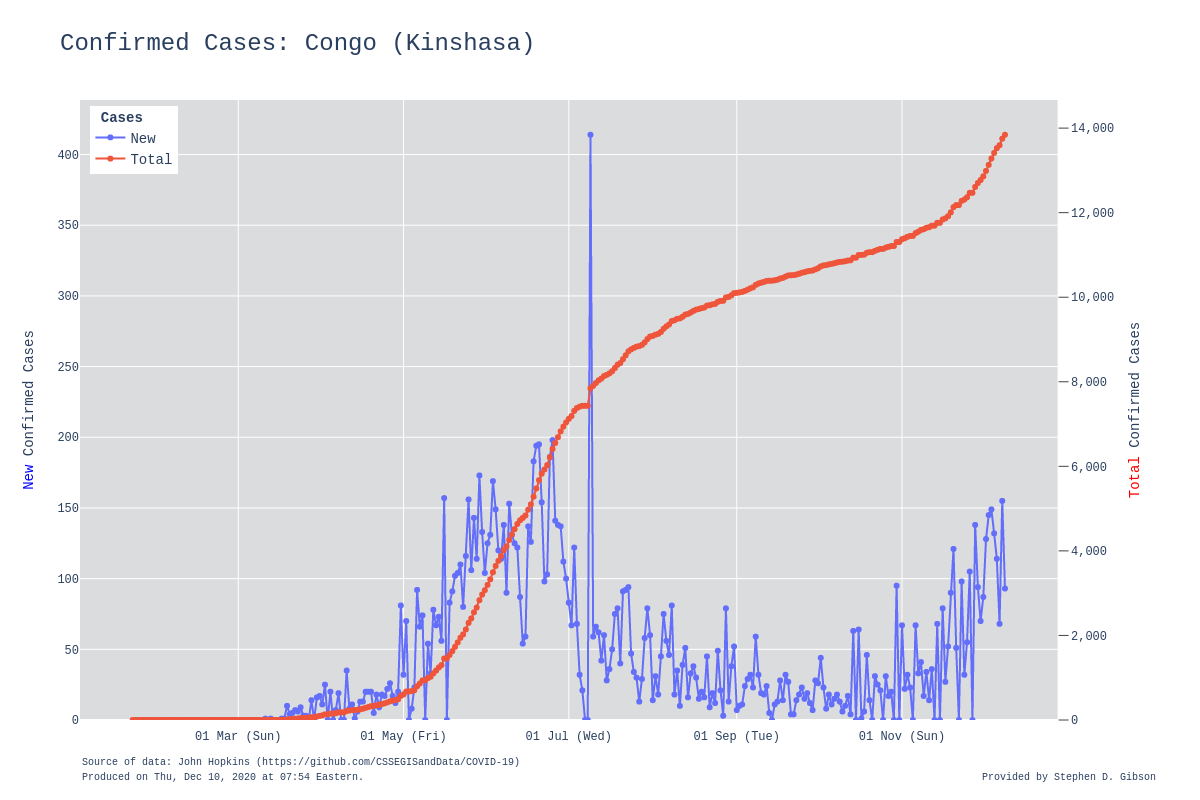 Confirmed Cases: Congo (Kinshasa)
Cases
New
Total
400
350
300
250
200
150
100
50
0
New Confirmed Cases
14,000
12,000
10,000
8,000
6,000
4,000
2,000
0
Total Confirmed Cases
01 Mar (Sun)
01 May (Fri)
01 Jul (Wed)
01 Sep (Tue)
01 Nov (Sun)
Source of data: John Hopkins (https://github.com/CSSEGISandData/COVID-19)
Produced on Thu, Dec 10, 2020 at 07:54 Eastern.
Provided by Stephen D. Gibson